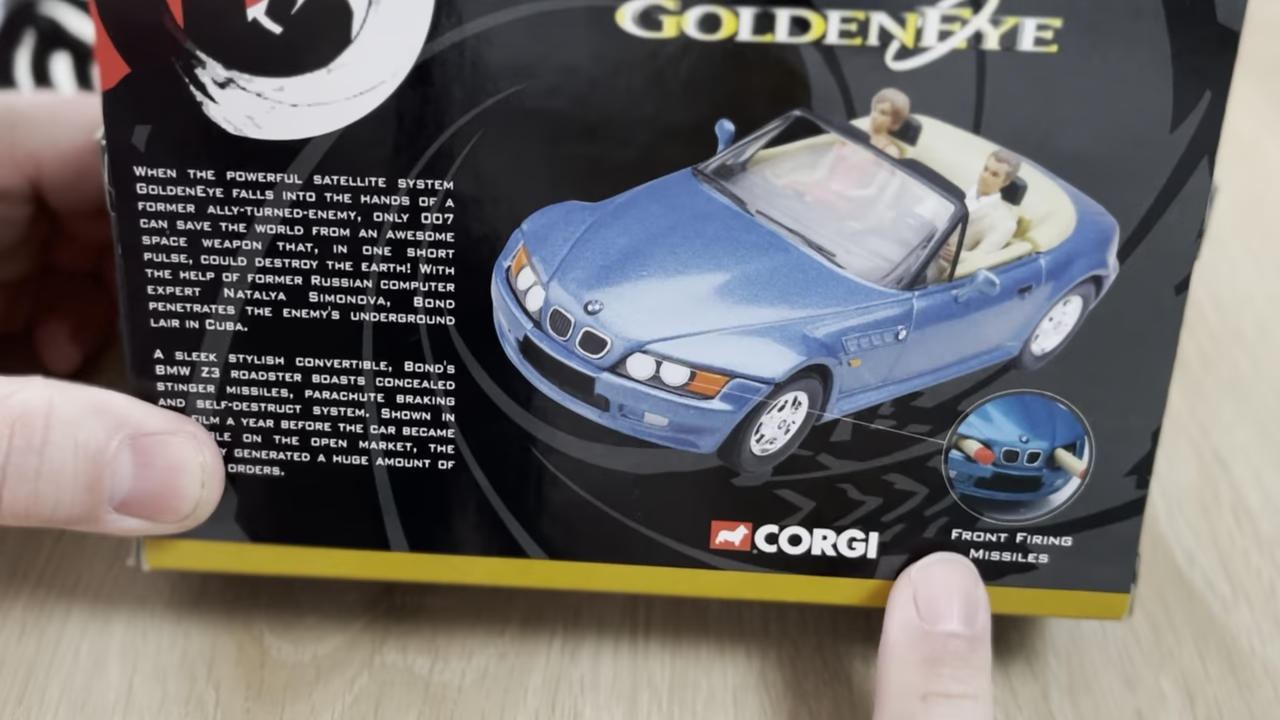 GOLDENEYE
WHEN THE POWERFUL SATELLITE SYSTEM
GOLDENEYE FALLS INTO THE HANDS OF A
FORMER ALLY-TURNED-ENEMY, ONLY 007
CAN SAVE THE WORLD FROM AN AWESOME
SPACE WEAPON THAT, IN ONE SHORT
PULSE, COULD DESTROY THE EARTH! WITH
THE HELP OF FORMER RUSSIAN COMPUTER
EXPERT NATALYA SIMONOVA, BOND
PENETRATES THE ENEMY'S UNDERGROUND
LAIR IN CUBA.
A SLEEK STYLISH CONVERTIBLE, BOND'S
BMW Z3 ROADSTER BOASTS CONCEALED
STINGER MISSILES, PARACHUTE BRAKING
AND SELF-DESTRUCT SYSTEM. SHOWN IN
FILM A YEAR BEFORE THE CAR BECAME
ON THE OPEN MARKET, THE
GENERATED A HUGE AMOUNT OF
ORDERS.
CORGI
FRONT FIRING
MISSILES